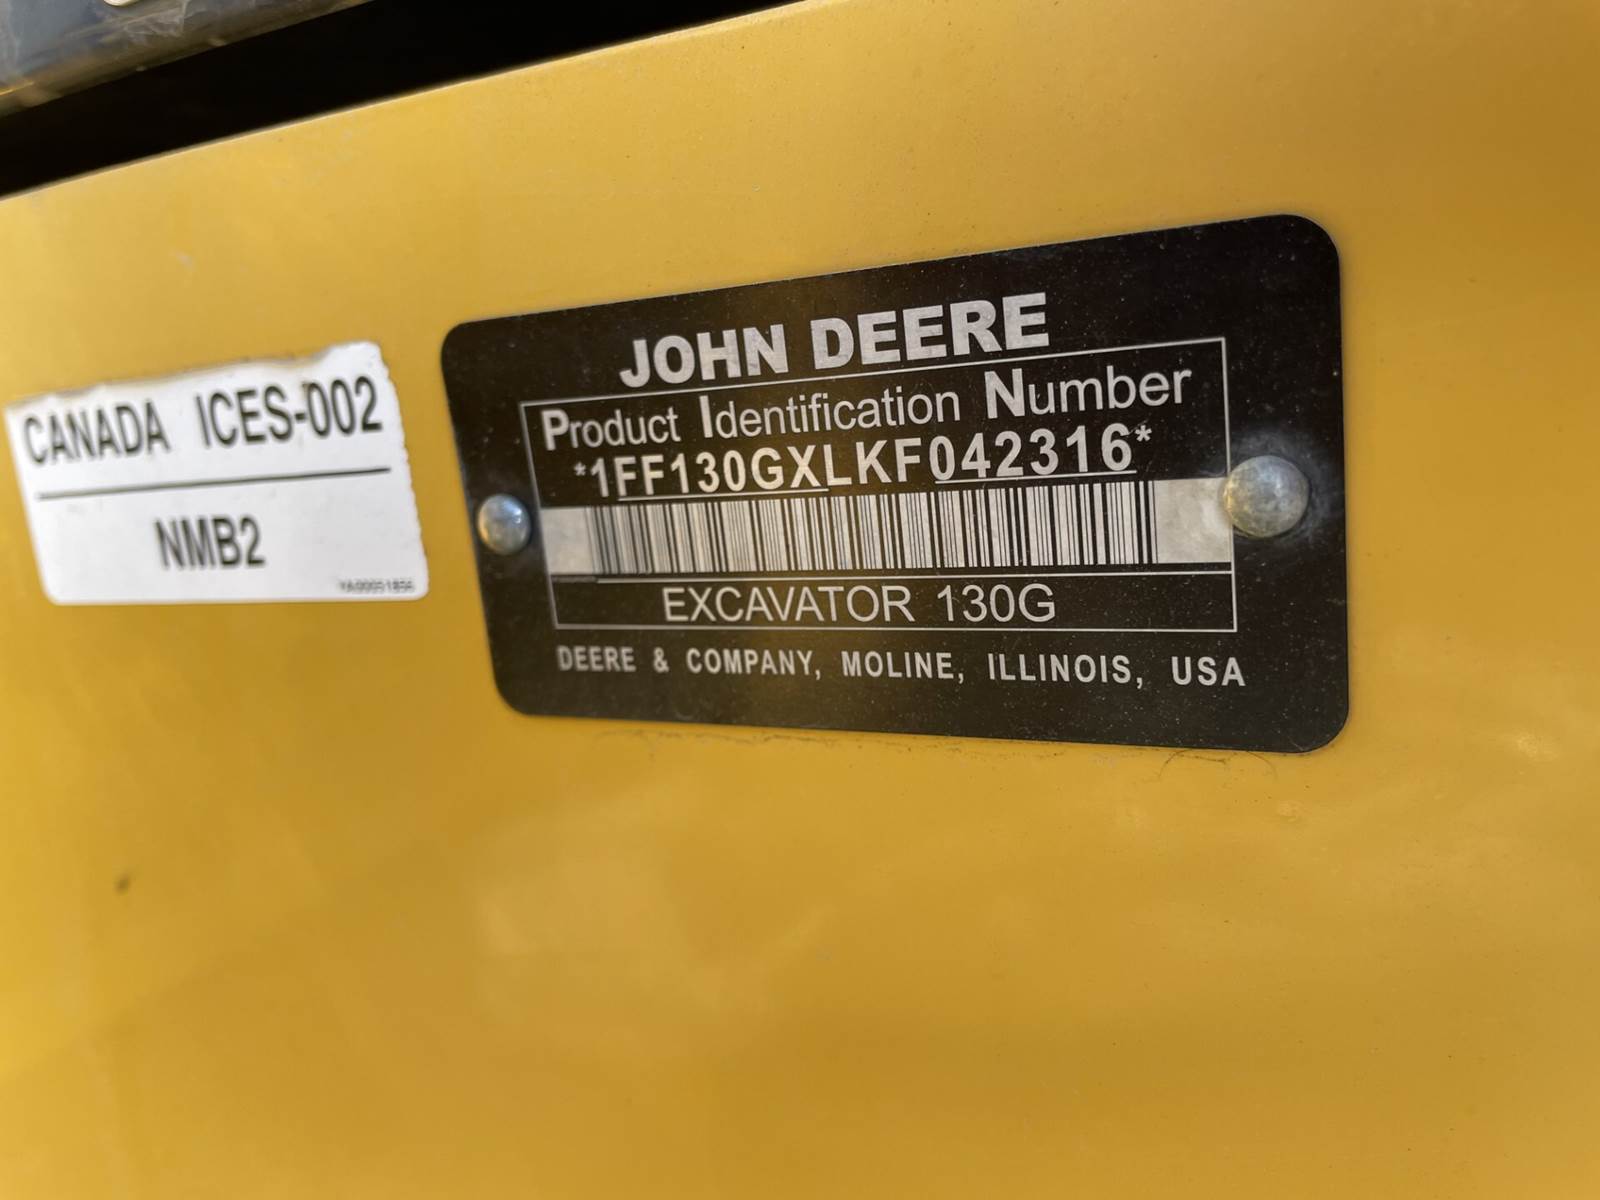 CANADA ICES-002
NMB2
JOHN DEERE
Product Identification Number
*1FF130GXLKF042316*
EXCAVATOR 130G
DEERE & COMPANY, MOLINE, ILLINOIS, USA